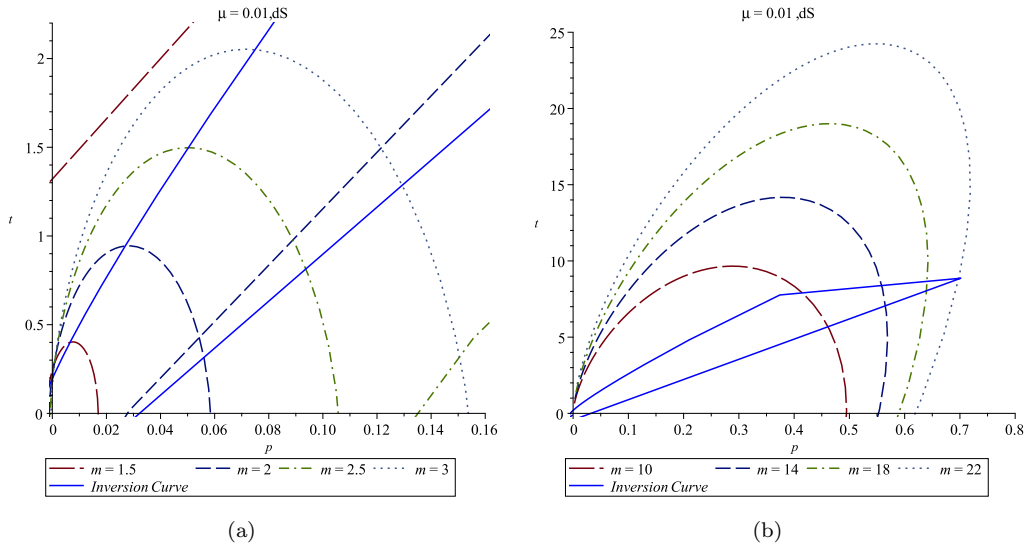 μ = 0.01,dS
2
1.5
t
1
0.5
0
0 0.02 0.04 0.06 0.08 0.10 0.12 0.14 0.16
p
m = 1.5 m = 2 m = 2.5 m = 3
Inversion Curve
(a)
μ = 0.01 ,dS
25
20
15
t
10
5
0
0 0.1 0.2 0.3 0.4 0.5 0.6 0.7 0.8
p
m = 10 m = 14 m = 18 m = 22
Inversion Curve
(b)